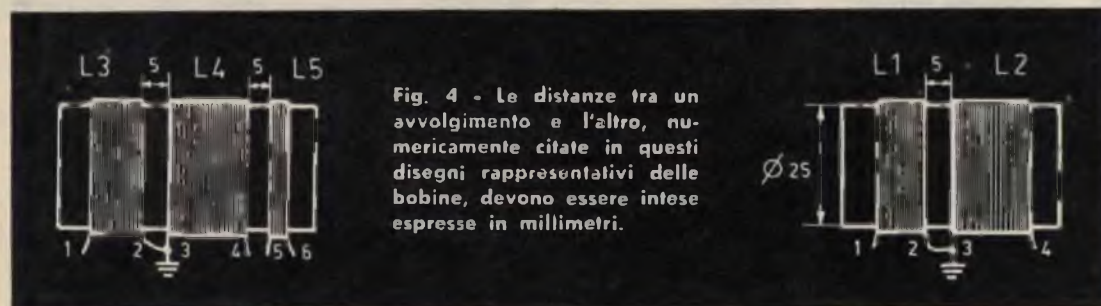 L3 5 L4 5 L5
1 2 3 4 5 6
Fig. 4 - Le distanze tra un
avvolgimento e l'altro, nu-
mericamente citate in questi
disegni rappresentativi delle
bobine, devono essere intese
espresse in millimetri.
L1 5 L2
Ø 25
1 2 3 4